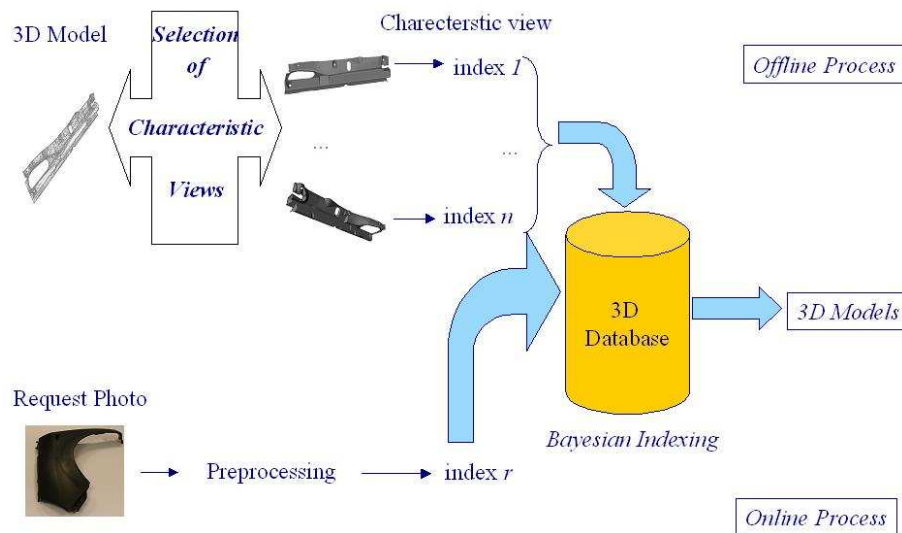 3D Model
Selection
of
Characteristic
Views
Charecterstic view
index 1
...
...
index n
Offline Process
3D
Database
3D Models
Bayesian Indexing
Request Photo
Preprocessing
index r
Online Process